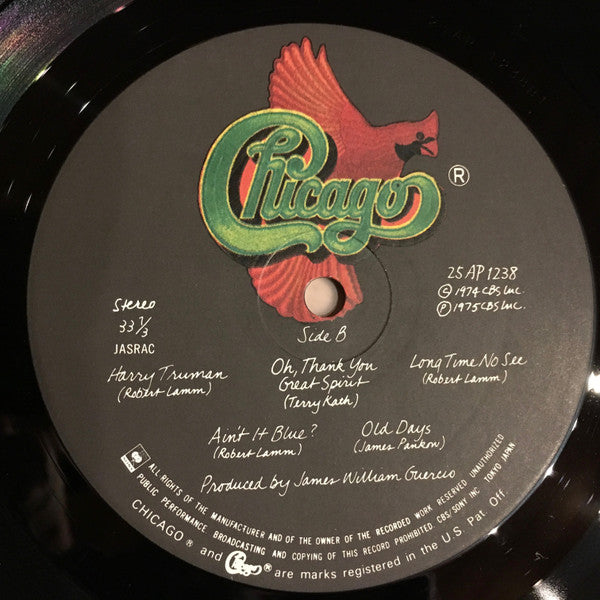 Chicago ®
25 AP 1238
© 1974 CBS Inc.
℗ 1975 CBS Inc.
Stereo
33 1/3
JASRAC
Side B
Harry Truman
(Robert Lamm)
Oh, Thank You
Great Spirit
(Terry Kath)
Long Time No See
(Robert Lamm)
Ain't It Blue?
(Robert Lamm)
Old Days
(James Pankow)
Produced by James William Guercio
ALL RIGHTS OF THE MANUFACTURER AND OF THE OWNER OF THE RECORDED WORK RESERVED UNAUTHORIZED
PUBLIC PERFORMANCE BROADCASTING AND COPYING OF THIS RECORD PROHIBITED CBS/SONY INC. TOKYO JAPAN
CHICAGO ® and Chicago ® are marks registered in the U.S. Pat. Off.